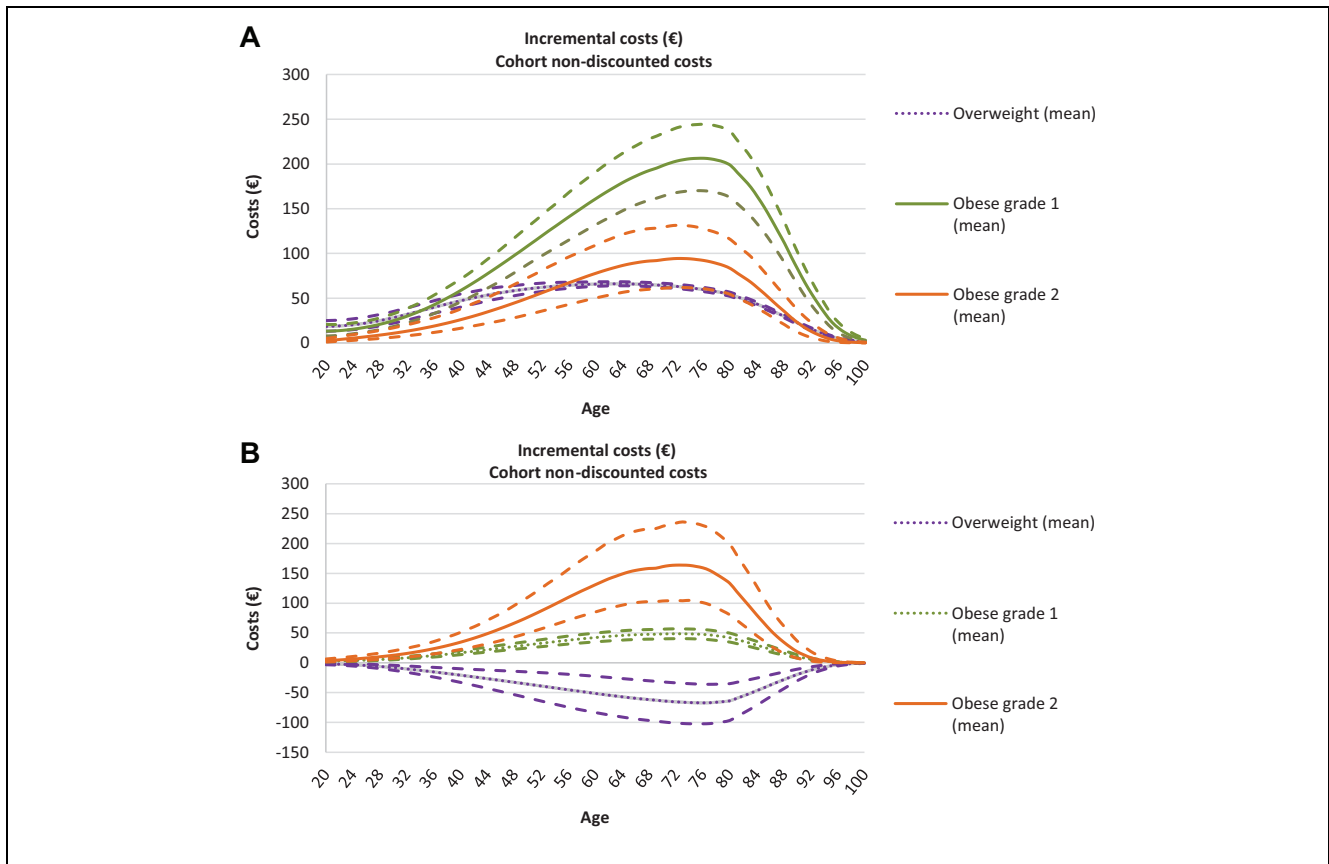 A
Incremental costs (€)
Cohort non-discounted costs
300
250
200
150
100
50
0
Costs (€)
20 24 28 32 36 40 44 48 52 56 60 64 68 72 76 80 84 88 92 96 100
Age
Overweight (mean)
Obese grade 1
(mean)
Obese grade 2
(mean)
B
Incremental costs (€)
Cohort non-discounted costs
300
250
200
150
100
50
0
-50
-100
-150
Costs (€)
20 24 28 32 36 40 44 48 52 56 60 64 68 72 76 80 84 88 92 96 100
Age
Overweight (mean)
Obese grade 1
(mean)
Obese grade 2
(mean)